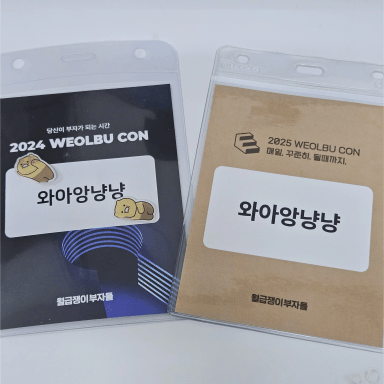 당신이 부자가 되는 시간
2024 WEOLBU CON
와아앙냥냥
월급쟁이부자들
2025 WEOLBU CON
매일, 꾸준히, 될때까지.
와아앙냥냥
월급쟁이부자들